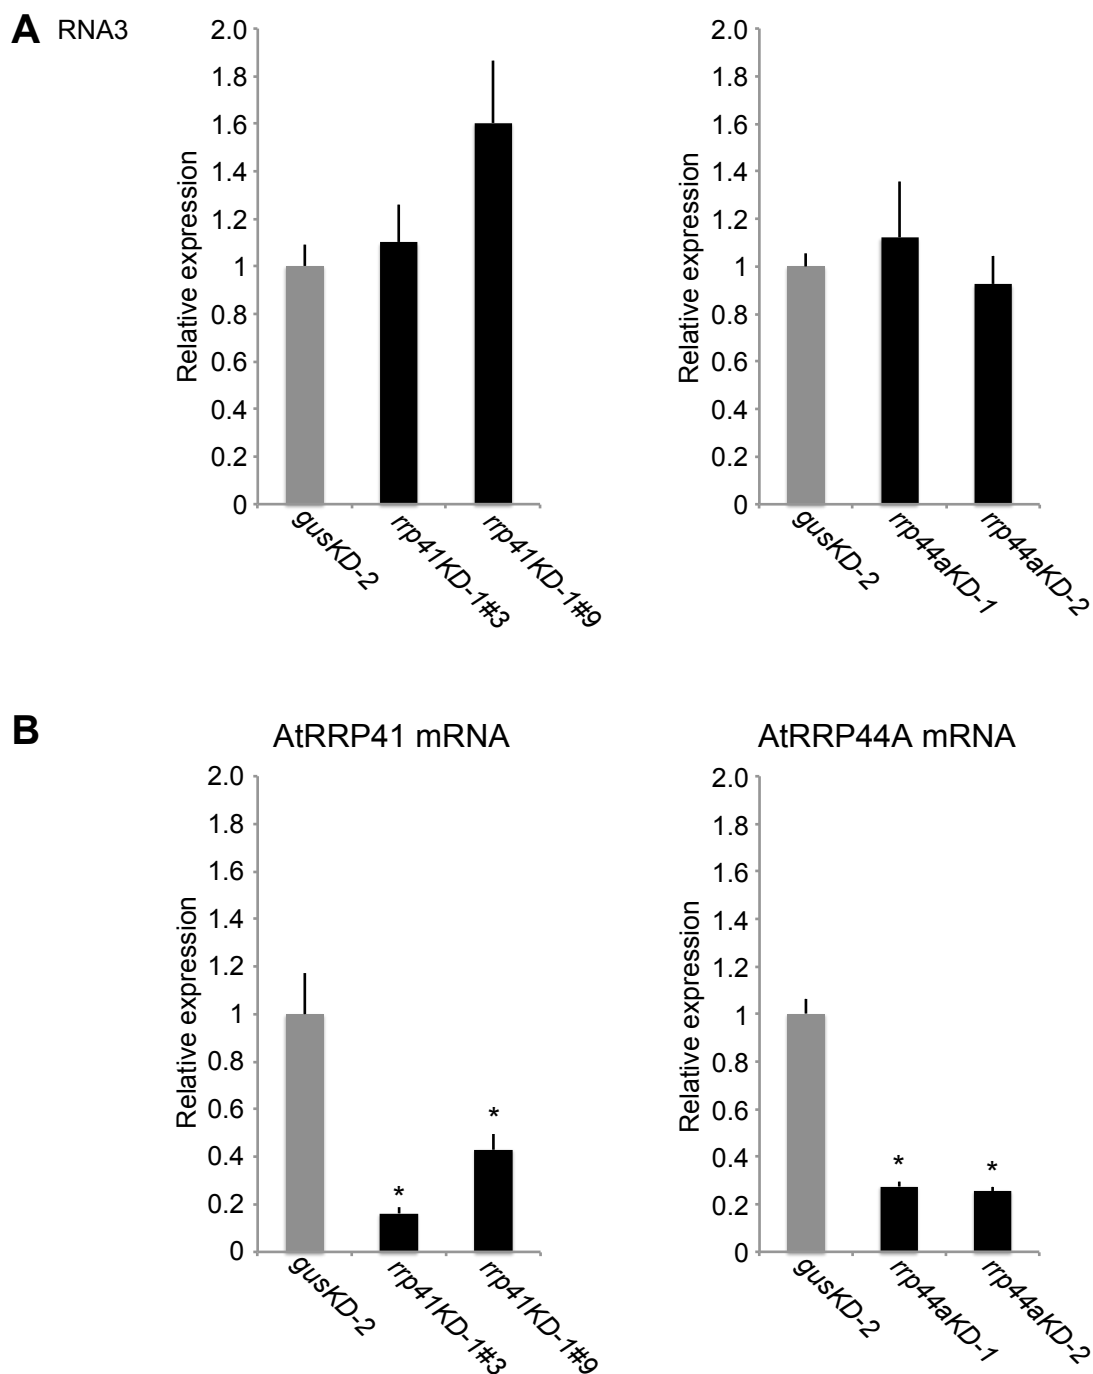 A RNA3
Relative expression
2.0
1.8
1.6
1.4
1.2
1
0.8
0.6
0.4
0.2
0
gusKD-2
rrp41KD-1#3
rrp41KD-1#9
Relative expression
2.0
1.8
1.6
1.4
1.2
1
0.8
0.6
0.4
0.2
0
gusKD-2
rrp44aKD-1
rrp44aKD-2
B
AtRRP41 mRNA
Relative expression
2.0
1.8
1.6
1.4
1.2
1
0.8
0.6
0.4
0.2
0
*
*
gusKD-2
rrp41KD-1#3
rrp41KD-1#9
AtRRP44A mRNA
Relative expression
2.0
1.8
1.6
1.4
1.2
1
0.8
0.6
0.4
0.2
0
*
*
gusKD-2
rrp44aKD-1
rrp44aKD-2